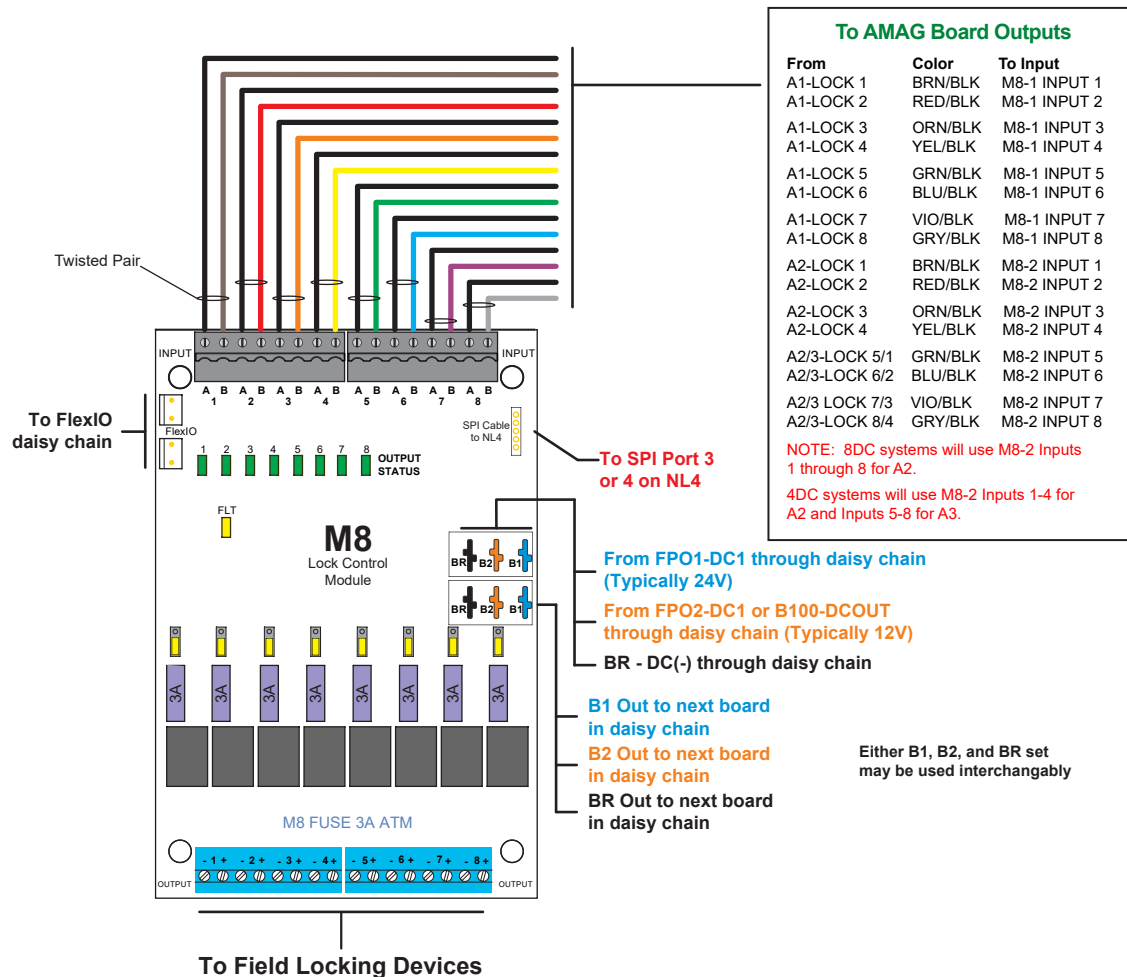 To AMAG Board Outputs
From Color To Input
A1-LOCK 1 BRN/BLK M8-1 INPUT 1
A1-LOCK 2 RED/BLK M8-1 INPUT 2
A1-LOCK 3 ORN/BLK M8-1 INPUT 3
A1-LOCK 4 YEL/BLK M8-1 INPUT 4
A1-LOCK 5 GRN/BLK M8-1 INPUT 5
A1-LOCK 6 BLU/BLK M8-1 INPUT 6
A1-LOCK 7 VIO/BLK M8-1 INPUT 7
A1-LOCK 8 GRY/BLK M8-1 INPUT 8
A2-LOCK 1 BRN/BLK M8-2 INPUT 1
A2-LOCK 2 RED/BLK M8-2 INPUT 2
A2-LOCK 3 ORN/BLK M8-2 INPUT 3
A2-LOCK 4 YEL/BLK M8-2 INPUT 4
A2/3-LOCK 5/1 GRN/BLK M8-2 INPUT 5
A2/3-LOCK 6/2 BLU/BLK M8-2 INPUT 6
A2/3 LOCK 7/3 VIO/BLK M8-2 INPUT 7
A2/3-LOCK 8/4 GRY/BLK M8-2 INPUT 8
NOTE: 8DC systems will use M8-2 Inputs
1 through 8 for A2.
4DC systems will use M8-2 Inputs 1-4 for
A2 and Inputs 5-8 for A3.
Twisted Pair
INPUT INPUT
A B A B A B A B A B A B A B A B
1 2 3 4 5 6 7 8
To FlexIO
daisy chain
FlexIO
SPI Cable
to NL4
1 2 3 4 5 6 7 8
OUTPUT
STATUS
To SPI Port 3
or 4 on NL4
FLT
M8
Lock Control
Module
BR B2 B1
BR B2 B1
From FPO1-DC1 through daisy chain
(Typically 24V)
From FPO2-DC1 or B100-DCOUT
through daisy chain (Typically 12V)
BR - DC(-) through daisy chain
3A 3A 3A 3A 3A 3A 3A 3A
B1 Out to next board
in daisy chain
B2 Out to next board
in daisy chain
BR Out to next board
in daisy chain
Either B1, B2, and BR set
may be used interchangably
M8 FUSE 3A ATM
- 1 + - 2 + - 3 + - 4 + - 5 + - 6 + - 7 + - 8 +
OUTPUT OUTPUT
To Field Locking Devices